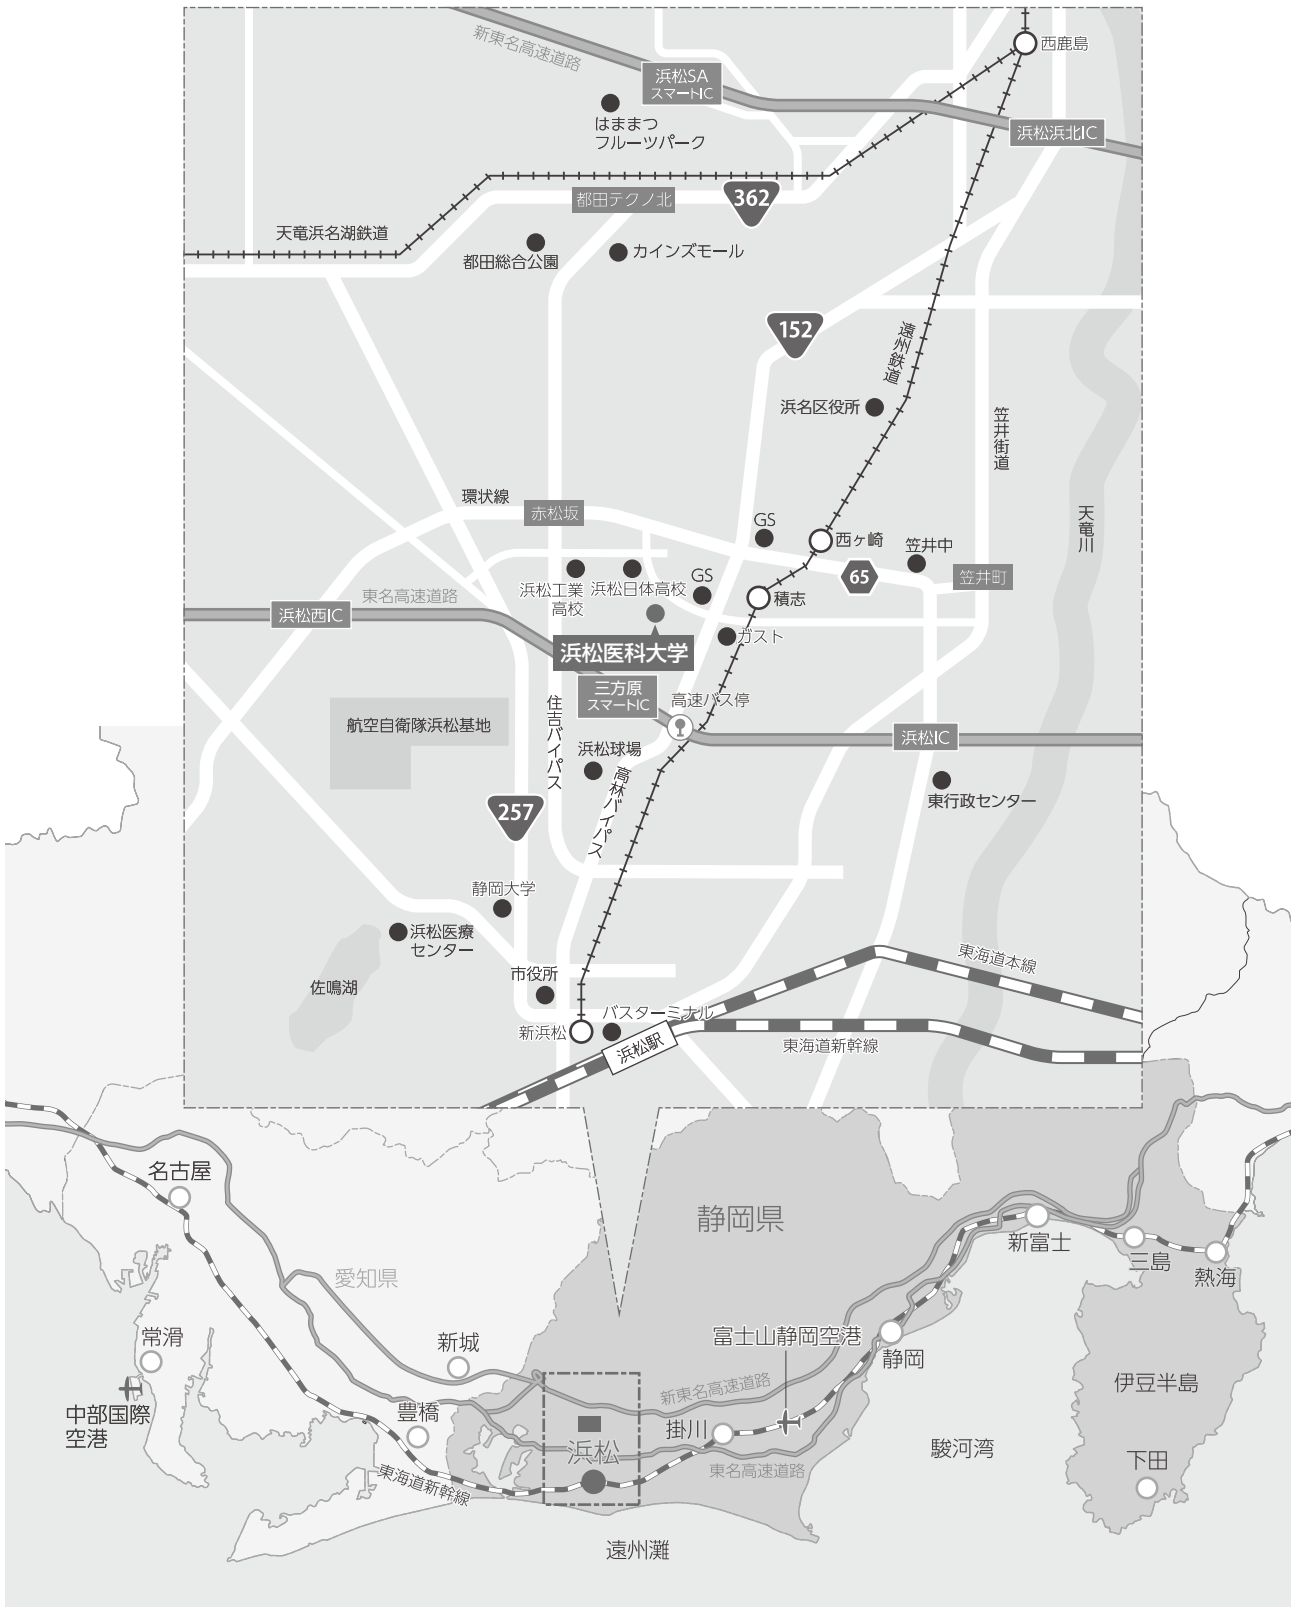 新東名高速道路
西鹿島
浜松SA
スマートIC
はままつ
フルーツパーク
浜松浜北IC
都田テクノ北
362
天竜浜名湖鉄道
都田総合公園
カインズモール
152
遠州鉄道
浜名区役所
笠井街道
環状線
赤松坂
GS
西ヶ崎
笠井中
天竜川
浜松工業
高校
浜松日体高校
GS
65
笠井町
東名高速道路
浜松西IC
積志
ガスト
浜松医科大学
三方原
スマートIC
高速バス停
航空自衛隊浜松基地
住吉バイパス
浜松球場
浜松IC
高林バイパス
東行政センター
257
静岡大学
浜松医療
センター
市役所
佐鳴湖
東海道本線
新浜松
バスターミナル
浜松駅
東海道新幹線
名古屋
静岡県
新富士
三島
熱海
愛知県
常滑
新城
富士山静岡空港
静岡
中部国際
空港
豊橋
新東名高速道路
伊豆半島
浜松
掛川
駿河湾
東海道新幹線
東名高速道路
下田
遠州灘